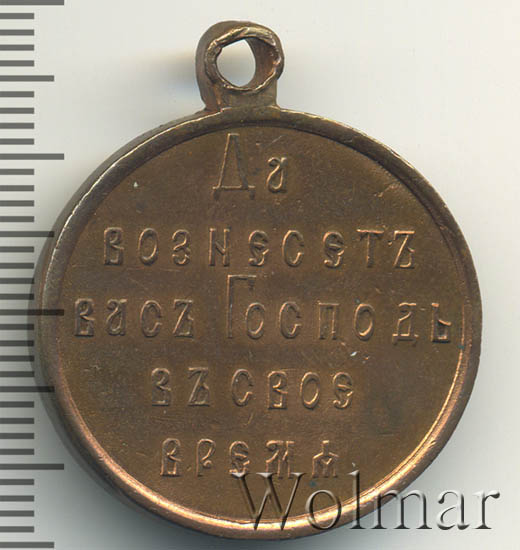 Да
вознесетъ
васъ Господь
въ свое
время
Wolmar